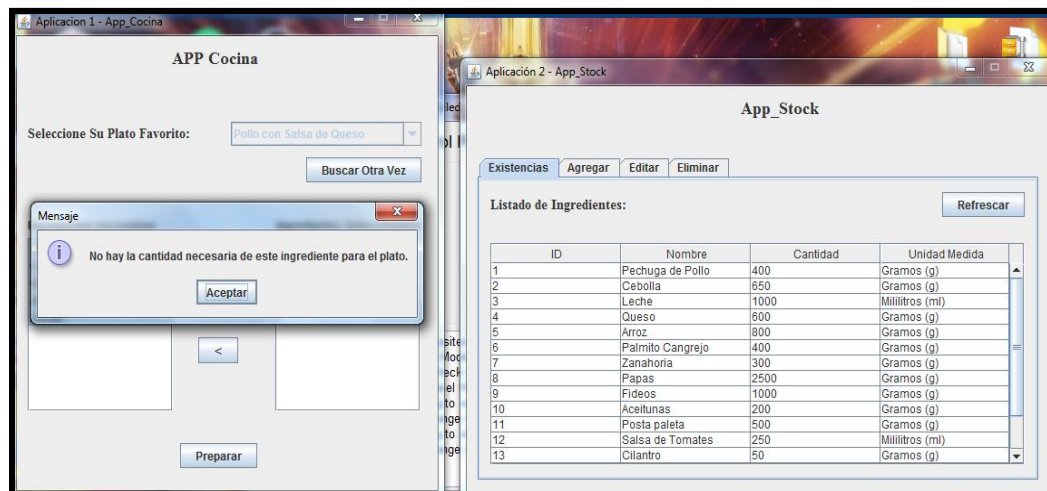 Aplicacion 1 - App_Cocina
APP Cocina
Seleccione Su Plato Favorito:
Pollo con Salsa de Queso
Buscar Otra Vez
Mensaje
No hay la cantidad necesaria de este ingrediente para el plato.
Aceptar
<
Preparar
Aplicación 2 - App_Stock
App_Stock
Existencias Agregar Editar Eliminar
Listado de Ingredientes:
Refrescar
ID Nombre Cantidad Unidad Medida
1 Pechuga de Pollo 400 Gramos (g)
2 Cebolla 650 Gramos (g)
3 Leche 1000 Mililitros (ml)
4 Queso 600 Gramos (g)
5 Arroz 800 Gramos (g)
6 Palmito Cangrejo 400 Gramos (g)
7 Zanahoria 300 Gramos (g)
8 Papas 2500 Gramos (g)
9 Fideos 1000 Gramos (g)
10 Aceitunas 200 Gramos (g)
11 Posta paleta 500 Gramos (g)
12 Salsa de Tomates 250 Mililitros (ml)
13 Cilantro 50 Gramos (g)